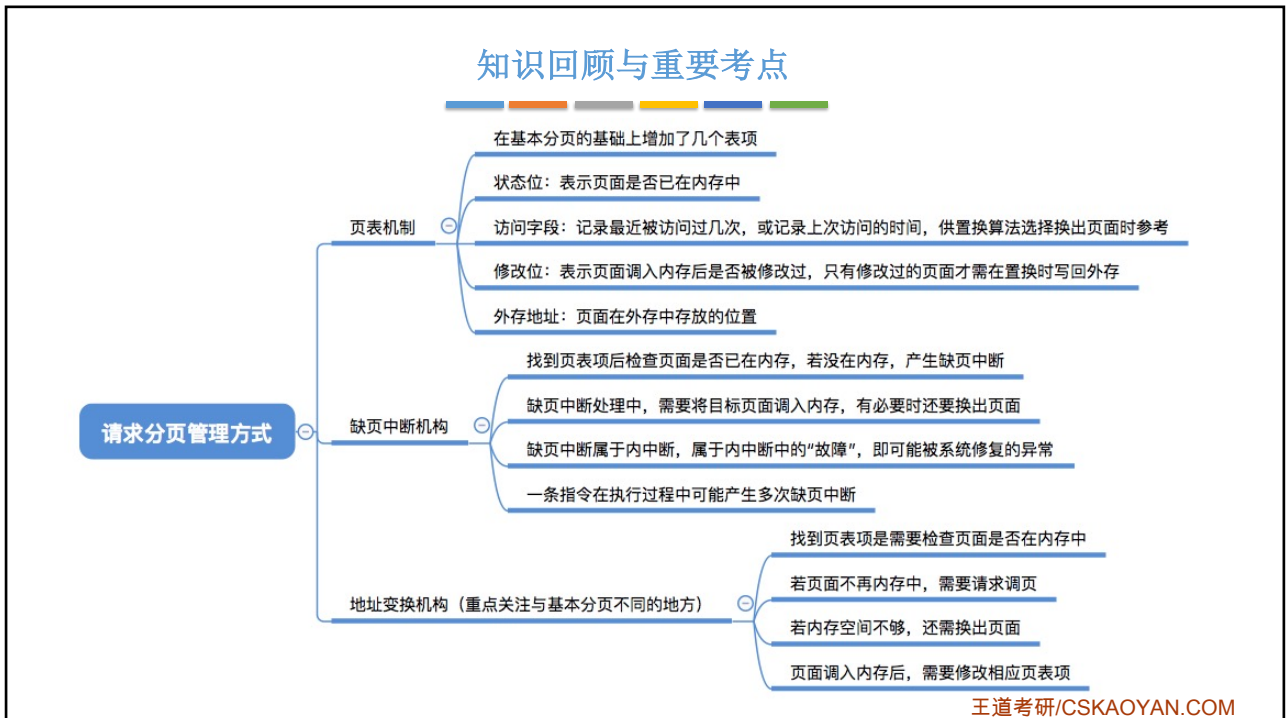 知识回顾与重要考点
在基本分页的基础上增加了几个表项
状态位：表示页面是否已在内存中
页表机制
访问字段：记录最近被访问过几次，或记录上次访问的时间，供置换算法选择换出页面时参考
修改位：表示页面调入内存后是否被修改过，只有修改过的页面才需在置换时写回外存
外存地址：页面在外存中存放的位置
找到页表项后检查页面是否已在内存，若没在内存，产生缺页中断
缺页中断处理中，需要将目标页面调入内存，有必要时还要换出页面
请求分页管理方式
缺页中断机构
缺页中断属于内中断，属于内中断中的“故障”，即可能被系统修复的异常
一条指令在执行过程中可能产生多次缺页中断
找到页表项是需要检查页面是否在内存中
若页面不再内存中，需要请求调页
地址变换机构（重点关注与基本分页不同的地方）
若内存空间不够，还需换出页面
页面调入内存后，需要修改相应页表项
王道考研/CSKAOYAN.COM